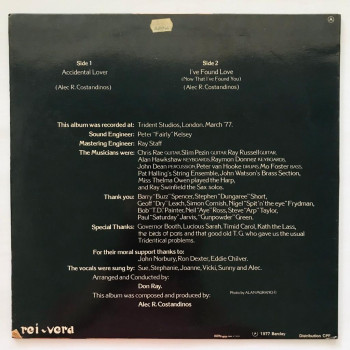 Side 1
Accidental Lover
(Alec R. Costandinos)
Side 2
I've Found Love
(Now That I've Found You)
(Alec R. Costandinos)
This album was recorded at: Trident Studios, London. March '77.
Sound Engineer: Peter "Fairly" Kelsey
Mastering Engineer: Ray Staff
The Musicians were: Chris Rae GUITAR, Slim Pezin GUITAR, Ray Russell GUITAR,
Alan Hawkshaw KEYBOARDS, Raymon Donnez KEYBOARDS,
John Dean PERCUSSION, Peter van Hooke DRUMS, Mo Foster BASS,
Pat Halling's String Ensemble, John Watson's Brass Section,
Miss Thelma Owen played the Harp,
and Ray Swinfield the Sax solos.
Thank you: Barry "Buzz" Spencer, Stephen "Dungaree" Short,
Geoff "Dry" Leach, Simon Cornish, Nigel "Spit 'n the eye" Frydman,
Bob "T.D." Painter, Neil "Aye" Ross, Steve "Arp" Taylor,
Paul "Saturday" Jarvis, "Gunpowder" Green.
Special Thanks: Governor Booth, Lucious Sarah, Timid Carol, Kath the Lass,
the birds of paris and that good old T.G. who gave us the usual
Tridentical problems.
For their moral support thanks to:
John Norbury, Ron Dexter, Eddie Chilver.
The vocals were sung by: Sue, Stephanie, Joanne, Vicki, Sunny and Alec.
Arranged and Conducted by:
Don Ray.
This album was composed and produced by:
Alec R. Costandinos
1977 Barclay
Distribution CPF